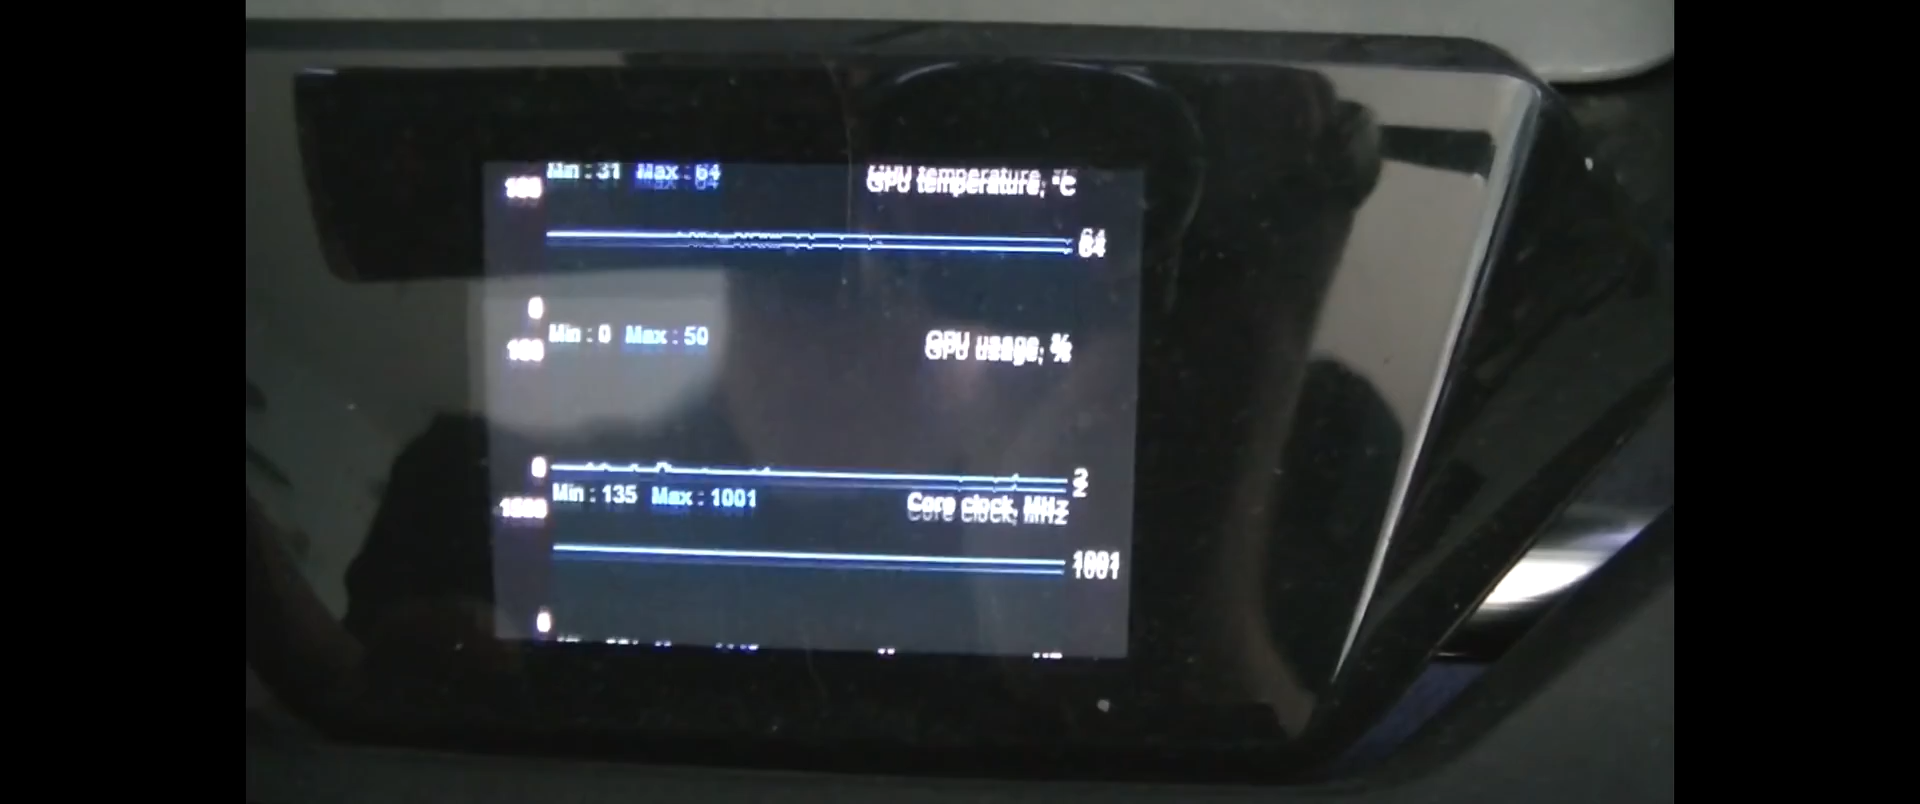 Min : 31 Max : 64 GPU temperature, °C
100
64
0
Min : 0 Max : 50 GPU usage, %
100
0
2
Min : 135 Max : 1001 Core clock, MHz
1001
0